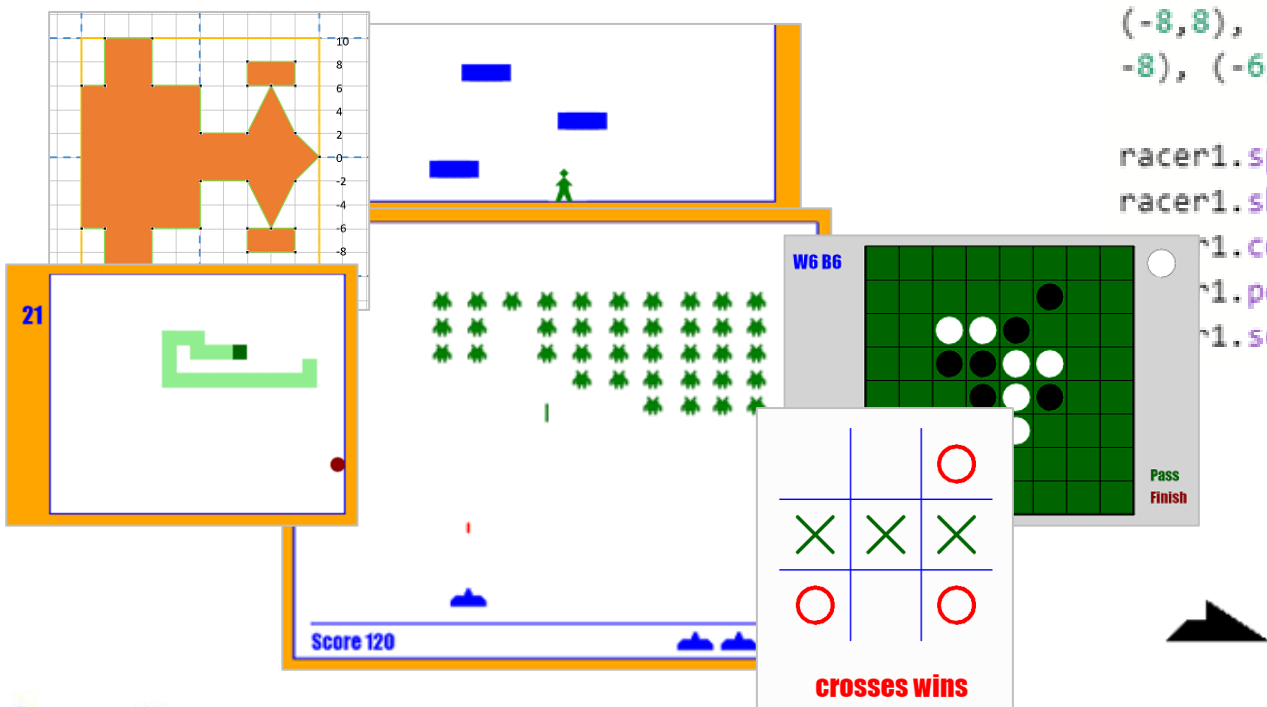 (-8,8),
-8), (-6
racer1.s
racer1.s
r1.c
r1.p
r1.s
10
8
6
4
2
0
-2
-4
-6
-8
21
W6 B6
Pass
Finish
Score 120
crosses wins